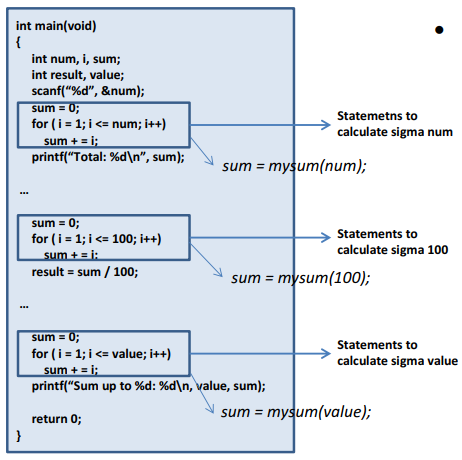 int main(void)
{
int num, i, sum;
int result, value;
scanf(“%d”, &num);
sum = 0;
for ( i = 1; i <= num; i++)
sum + = i;
printf(“Total: %d\n”, sum);
Statemetns to
calculate sigma num
sum = mysum(num);
...
sum = 0;
for ( i = 1; i <= 100; i++)
sum + = i;
result = sum / 100;
Statements to
calculate sigma 100
sum = mysum(100);
...
sum = 0;
for ( i = 1; i <= value; i++)
sum + = i;
printf(“Sum up to %d: %d\n, value, sum);
Statements to
calculate sigma value
sum = mysum(value);
return 0;
}